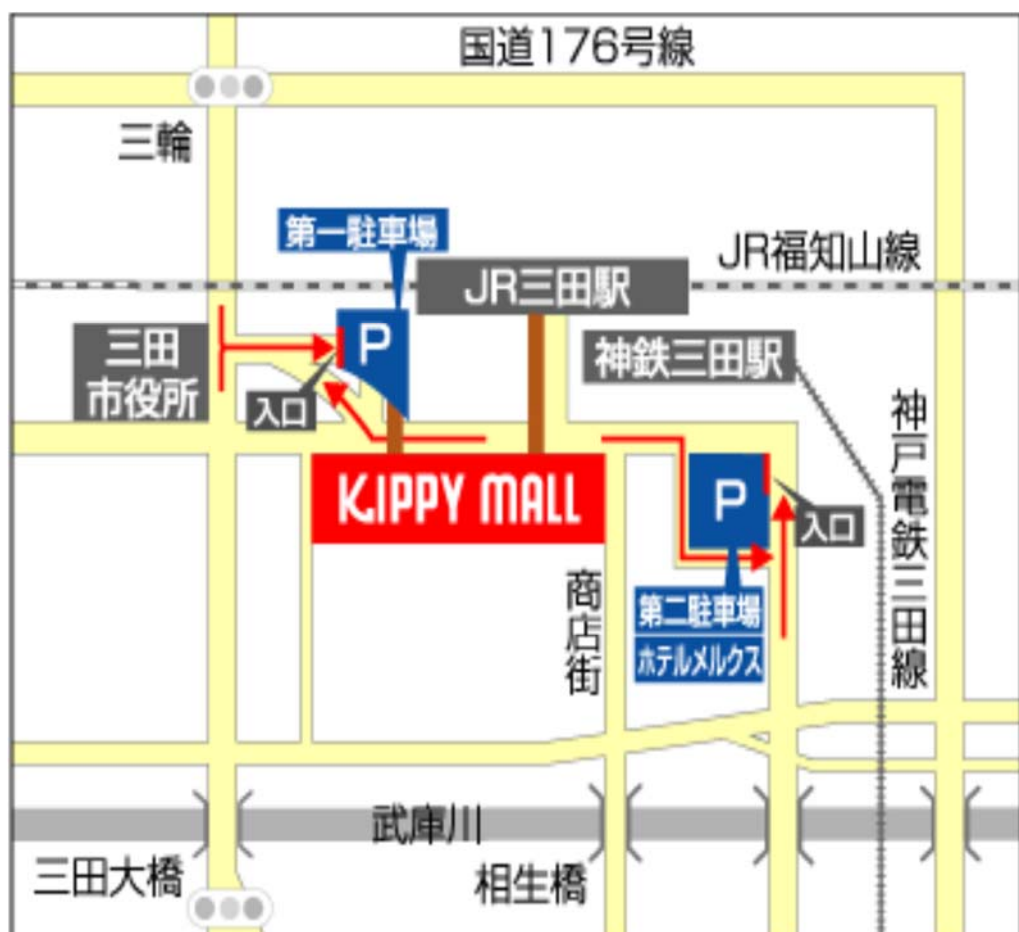 国道176号線
三輪
第一駐車場
JR福知山線
JR三田駅
P
三田
市役所
神鉄三田駅
入口
神戸電鉄三田線
KIPPY MALL
P
入口
商店街
第二駐車場
ホテルメルクス
武庫川
三田大橋
相生橋